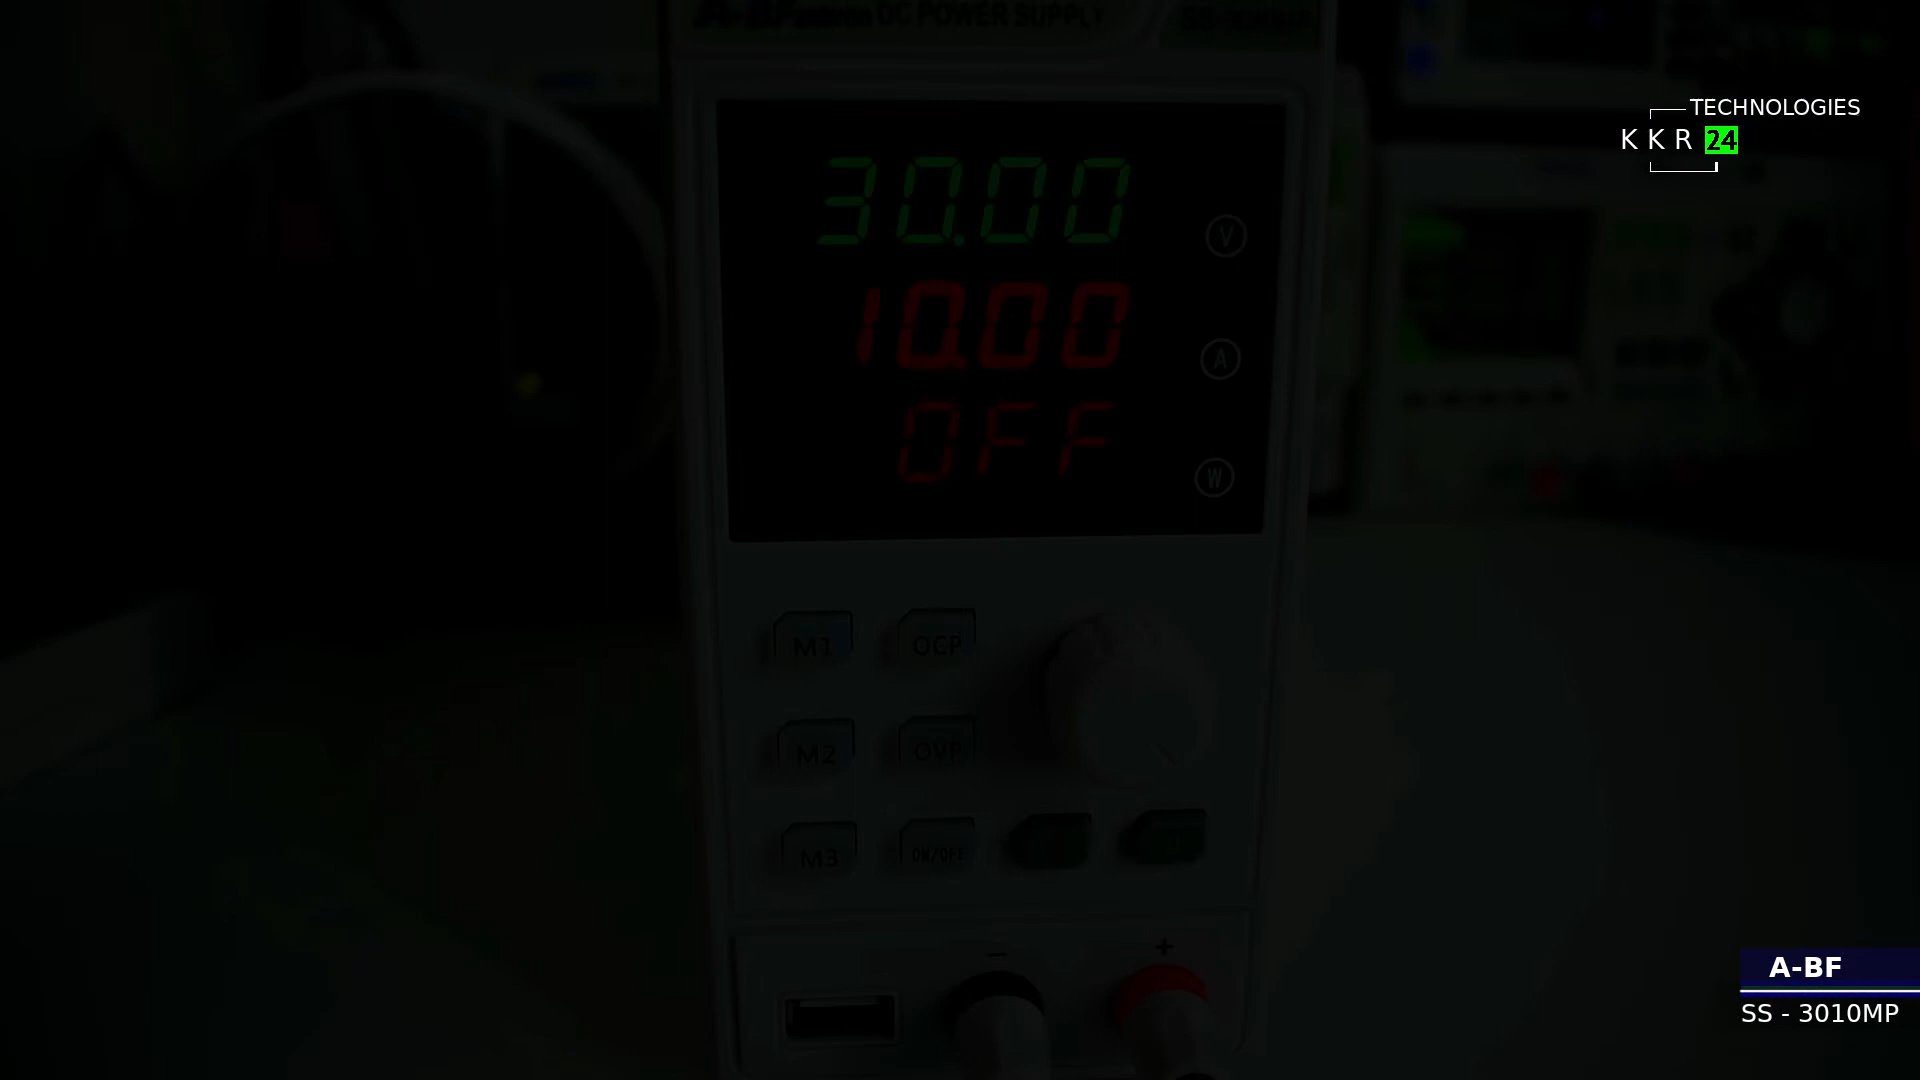 DC POWER SUPPLY
TECHNOLOGIES
K K R 24
30.00
V
10.00
A
OFF
W
M1 OCP
M2 OVP
M3 ON/OFF
- +
A-BF
SS - 3010MP